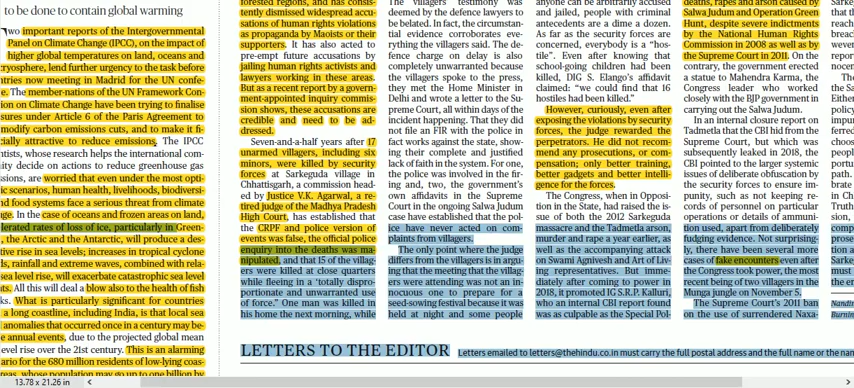 to be done to contain global warming
wo important reports of the Intergovernmental
Panel on Climate Change (IPCC), on the impact of
higher global temperatures on land, oceans and
ryosphere, lend further urgency to the task before
tries now meeting in Madrid for the UN confe-
e. The member-nations of the UN Framework Con-
ion on Climate Change have been trying to finalise
sures under Article 6 of the Paris Agreement to
modify carbon emissions cuts, and to make it fi-
ially attractive to reduce emissions. The IPCC
ntists, whose research helps the international com-
ity decide on actions to reduce greenhouse gas
ssions, are worried that even under the most opti-
ic scenarios, human health, livelihoods, biodiversi-
nd food systems face a serious threat from climate
nge. In the case of oceans and frozen areas on land,
lerated rates of loss of ice, particularly in Green-
, the Arctic and the Antarctic, will produce a des-
tive rise in sea levels; increases in tropical cyclone
ls, rainfall and extreme waves, combined with rela-
sea level rise, will exacerbate catastrophic sea level
ts. All this will deal a blow also to the health of fish
ks. What is particularly significant for countries
a long coastline, including India, is that local sea
anomalies that occurred once in a century may be-
e annual events, due to the projected global mean
evel rise over the 21st century. This is an alarming
ario for the 680 million residents of low-lying coas-
reas, whose population may go up to one billion by
forested regions, and has consis-
tently dismissed widespread accu-
sations of human rights violations
as propaganda by Maoists or their
supporters. It has also acted to
pre-empt future accusations by
jailing human rights activists and
lawyers working in these areas.
But as a recent report by a govern-
ment-appointed inquiry commis-
sion shows, these accusations are
credible and need to be ad-
dressed.
Seven-and-a-half years after 17
unarmed villagers, including six
minors, were killed by security
forces at Sarkeguda village in
Chhattisgarh, a commission head-
ed by Justice V.K. Agarwal, a re-
tired judge of the Madhya Pradesh
High Court, has established that
the CRPF and police version of
events was false, the official police
enquiry into the deaths was ma-
nipulated, and that 15 of the villag-
ers were killed at close quarters
while fleeing in a 'totally dispro-
portionate and unwarranted use
of force.” One man was killed in
his home the next morning, while
The villagers' testimony was
deemed by the defence lawyers to
be belated. In fact, the circumstan-
tial evidence corroborates eve-
rything the villagers said. The de-
fence charge on delay is also
completely unwarranted because
the villagers spoke to the press,
they met the Home Minister in
Delhi and wrote a letter to the Su-
preme Court, all within days of the
incident happening. That they did
not file an FIR with the police in
fact works against the state, show-
ing their complete and justified
lack of faith in the system. For one,
the police was involved in the fir-
ing and, two, the government's
own affidavits in the Supreme
Court in the ongoing Salwa Judum
case have established that the pol-
ice have never acted on com-
plaints from villagers.
The only point where the judge
differs from the villagers is in argu-
ing that the meeting that the villag-
ers were attending was not an in-
nocuous one to prepare for a
seed-sowing festival because it was
held at night and some people
anyone can be arbitrarily accused
and jailed, people with criminal
antecedents are a dime a dozen.
As far as the security forces are
concerned, everybody is a “hos-
tile”. Even after knowing that
school-going children had been
killed, DIG S. Elango's affidavit
claimed: “we could find that 16
hostiles had been killed.”
However, curiously, even after
exposing the violations by security
forces, the judge rewarded the
perpetrators. He did not recom-
mend any prosecutions, or com-
pensation; only better training,
better gadgets and better intelli-
gence for the forces.
The Congress, when in Opposi-
tion in the State, had raised the is-
sue of both the 2012 Sarkeguda
massacre and the Tadmetla arson,
murder and rape a year earlier, as
well as the accompanying attack
on Swami Agnivesh and Art of Liv-
ing representatives. But imme-
diately after coming to power in
2018, it promoted IG S.R.P. Kalluri,
who an internal CBI report found
was as culpable as the Special Pol-
deaths, rapes and arson caused by
Salwa Judum and Operation Green
Hunt, despite severe indictments
by the National Human Rights
Commission in 2008 as well as by
the Supreme Court in 2011. On the
contrary, the government erected
a statue to Mahendra Karma, the
Congress leader who worked
closely with the BJP government in
carrying out the Salwa Judum.
In an internal closure report on
Tadmetla that the CBI hid from the
Supreme Court, but which was
subsequently leaked in 2018, the
CBI pointed to the larger systemic
issues of deliberate obfuscation by
the security forces to ensure im-
punity, such as not keeping re-
cords of personnel on particular
operations or details of ammuni-
tion used, apart from deliberately
fudging evidence. Not surprising-
ly, there have been several more
cases of fake encounters even after
the Congress took power, the most
recent being of two villagers in the
Munga jungle on November 5.
The Supreme Court's 2011 ban
on the use of surrendered Naxa-
LETTERS TO THE EDITOR Letters emailed to letters@thehindu.co.in must carry the full postal address and the full name or the nam
13.78 x 21.26 in